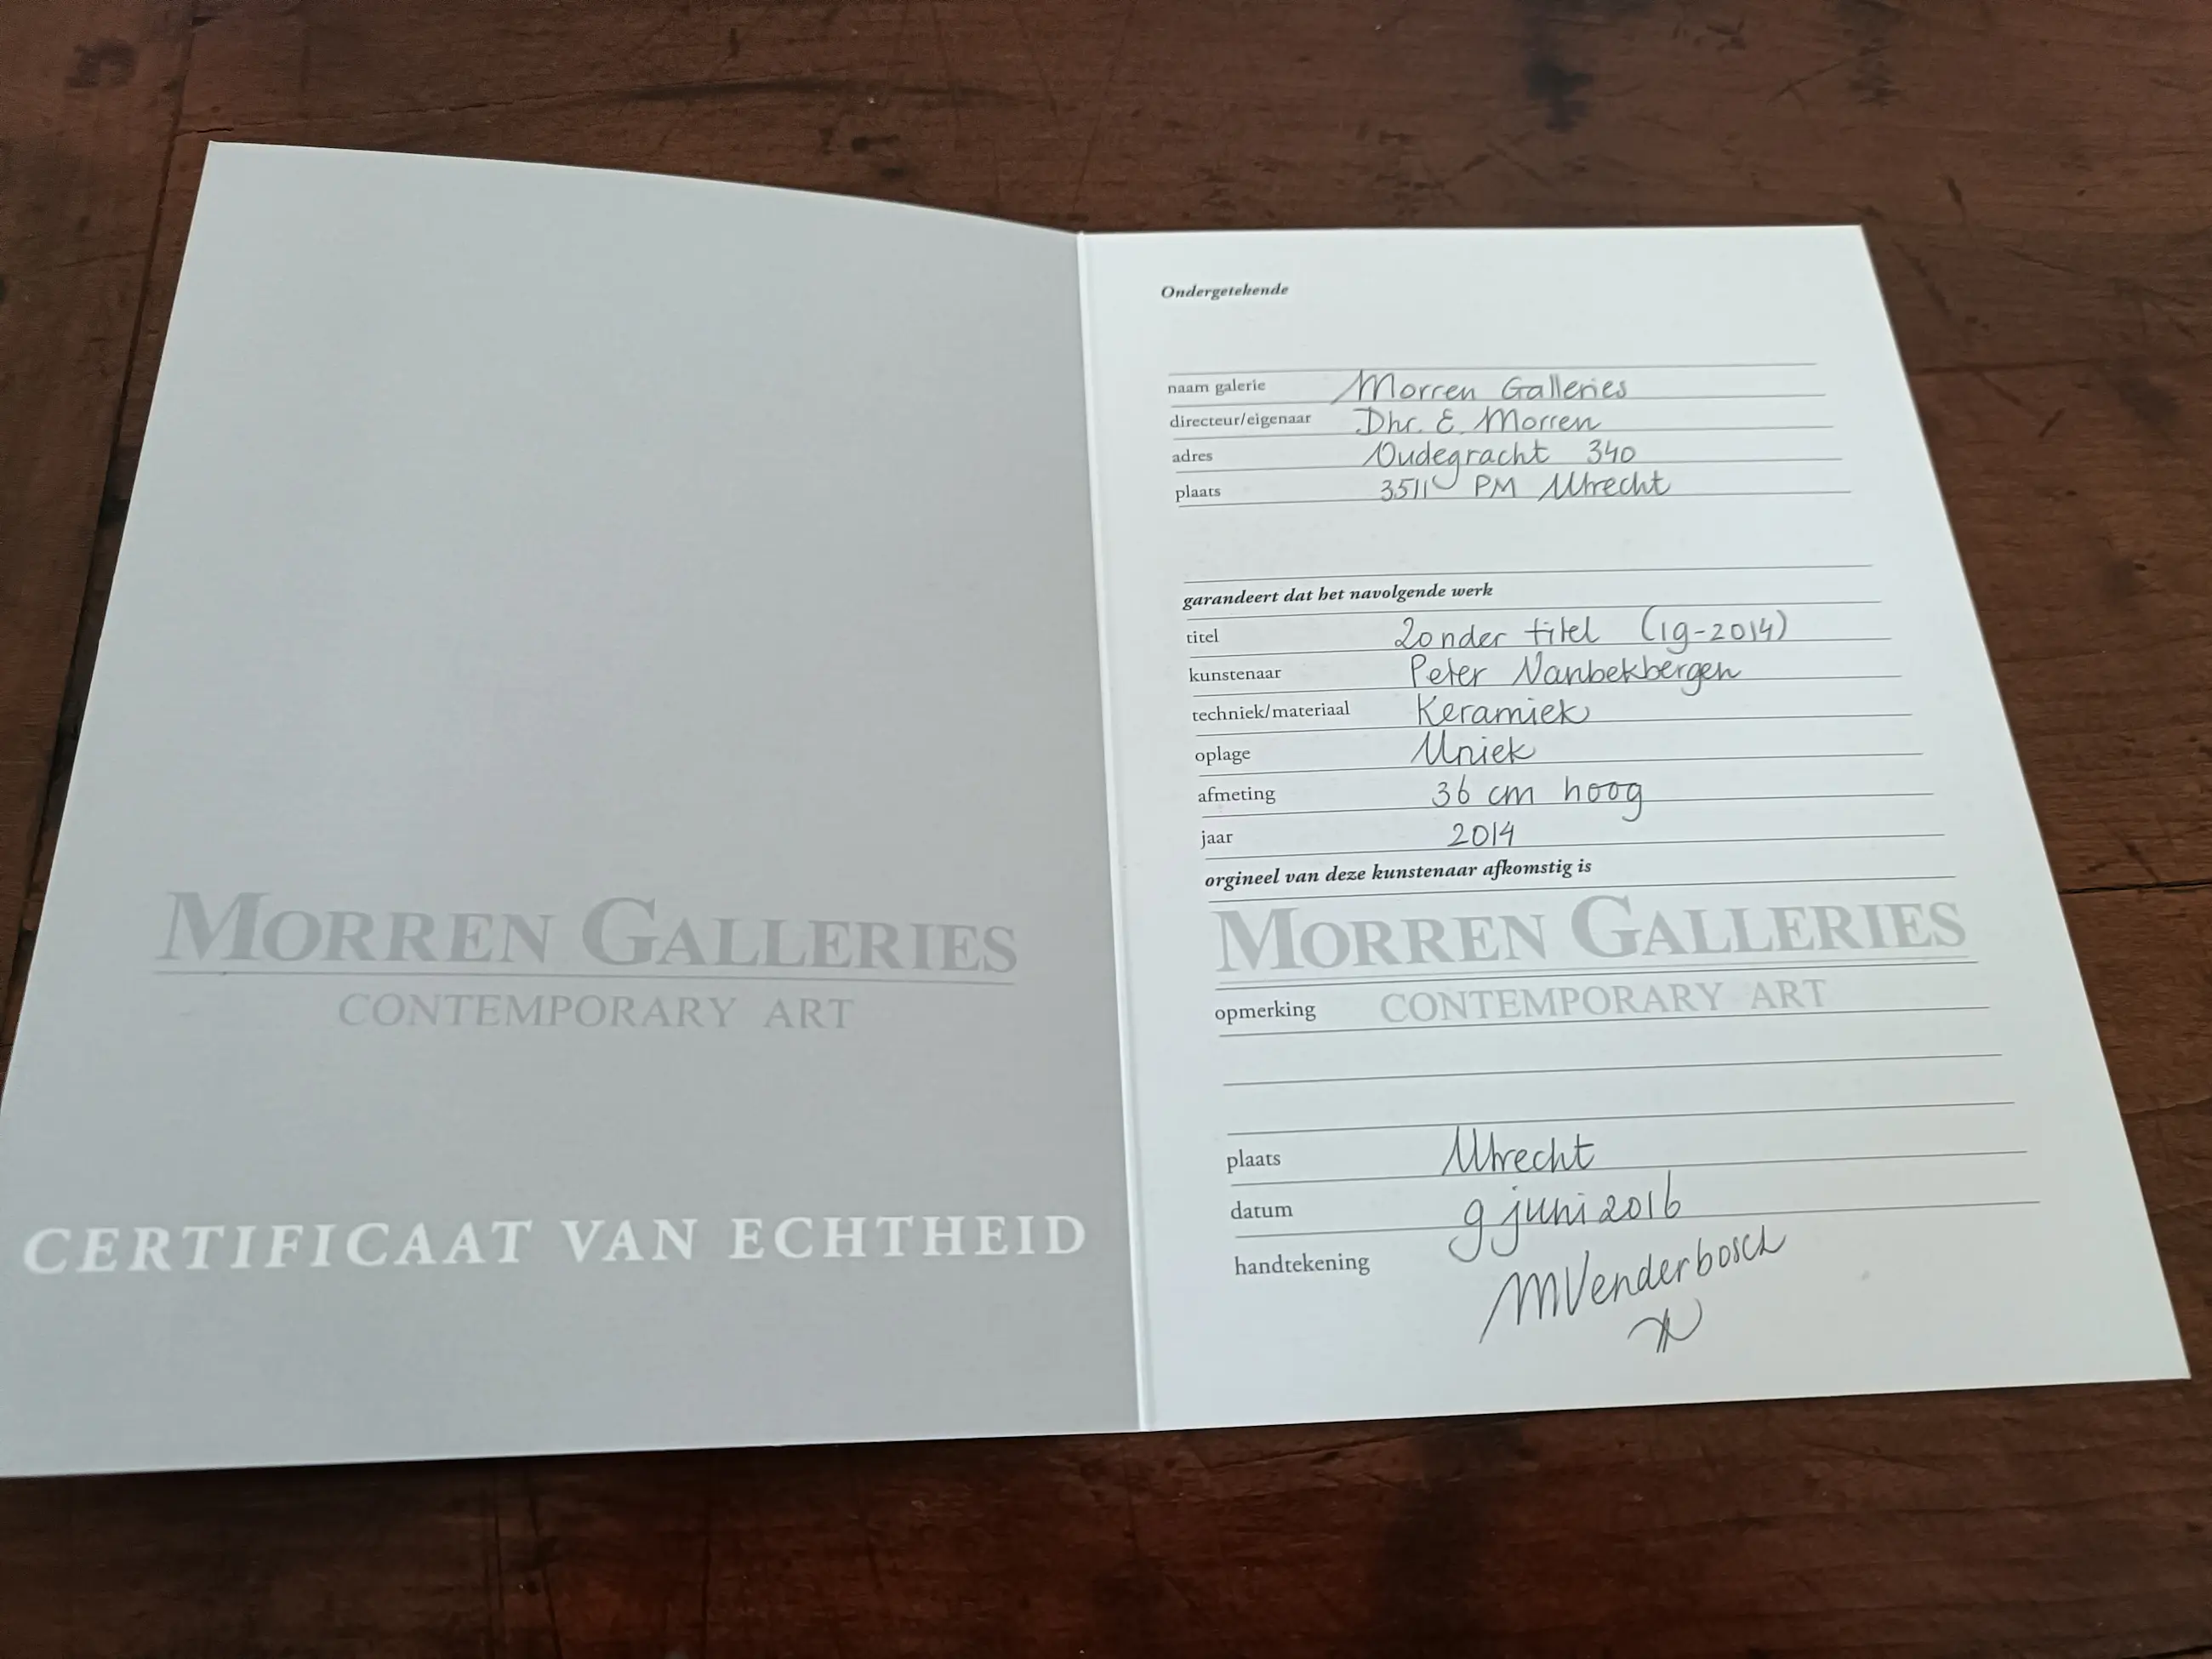 MORREN GALLERIES
CONTEMPORARY ART
CERTIFICAAT VAN ECHTHEID
Ondergetekende
naam galerie Morren Galleries
directeur/eigenaar Dhr. E. Morren
adres Oudegracht 340
plaats 3511 PM Utrecht
garandeert dat het navolgende werk
titel Zonder titel (19-2014)
kunstenaar Peter Vanbekbergen
techniek/materiaal Keramiek
oplage Uniek
afmeting 36 cm hoog
jaar 2014
orgineel van deze kunstenaar afkomstig is
MORREN GALLERIES
opmerking CONTEMPORARY ART
plaats Utrecht
datum 9 juni 2016
handtekening MVenderbosch